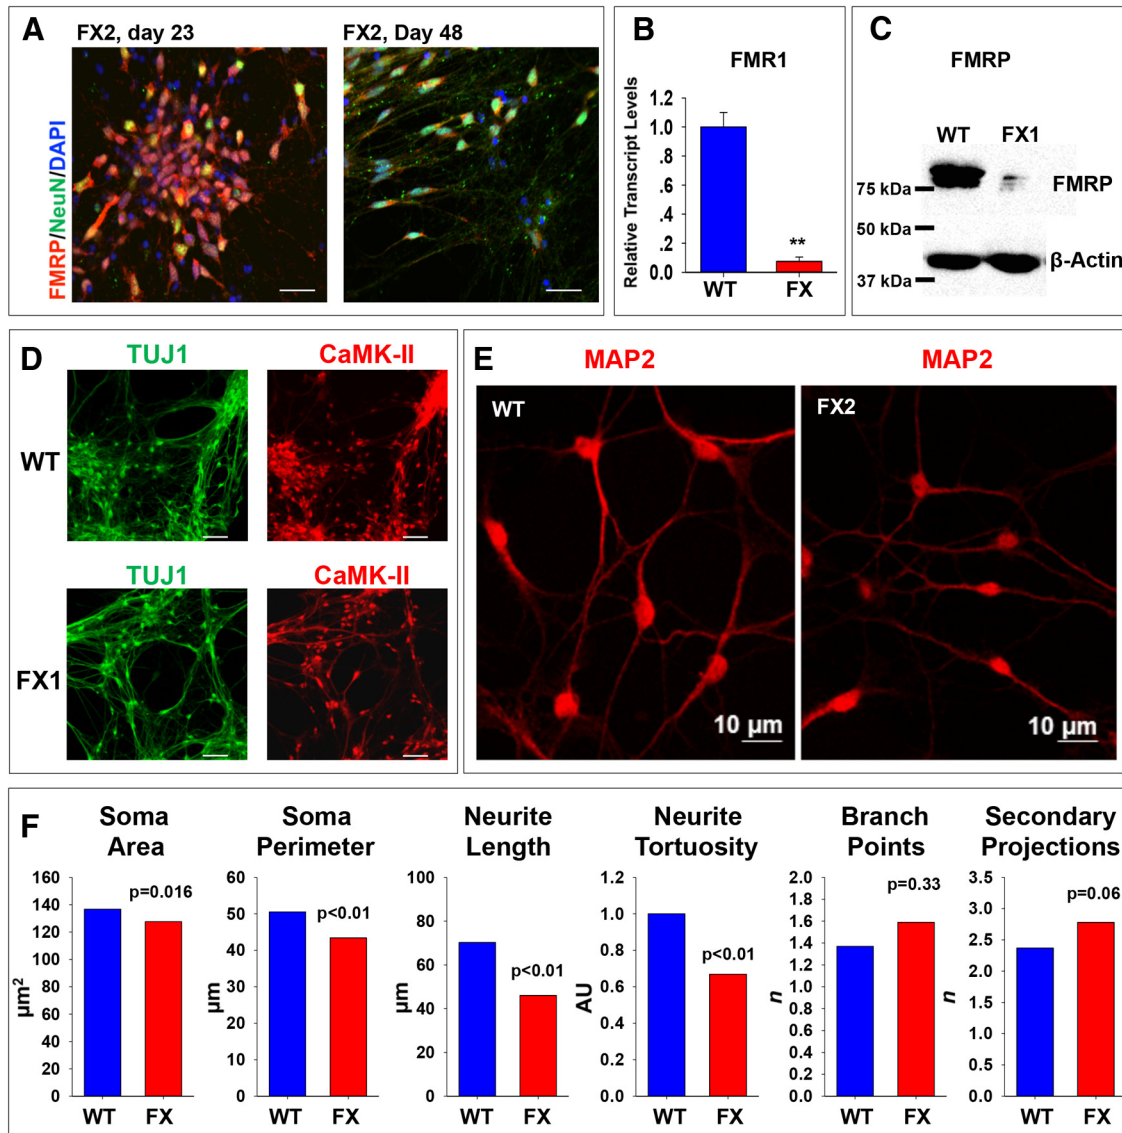 A
FX2, day 23
FX2, Day 48
FMRP/NeuN/DAPI
B
FMR1
Relative Transcript Levels
1.2
1.0
.8
.6
.4
.2
0.0
**
WT
FX
C
FMRP
WT FX1
75 kDa
FMRP
50 kDa
β-Actin
37 kDa
D
TUJ1
CaMK-II
WT
TUJ1
CaMK-II
FX1
E
MAP2
MAP2
WT
FX2
10 μm
10 μm
F
Soma
Area
160
140
120
100
80
60
40
20
0
μm²
p=0.016
WT
FX
Soma
Perimeter
60
50
40
30
20
10
0
μm
p<0.01
WT
FX
Neurite
Length
100
80
60
40
20
0
μm
p<0.01
WT
FX
Neurite
Tortuosity
1.2
1.0
0.8
0.6
0.4
0.2
0.0
AU
p<0.01
WT
FX
Branch
Points
2.0
1.8
1.6
1.4
1.2
1.0
0.8
0.6
0.4
0.2
0.0
n
p=0.33
WT
FX
Secondary
Projections
3.5
3.0
2.5
2.0
1.5
1.0
0.5
0.0
n
p=0.06
WT
FX